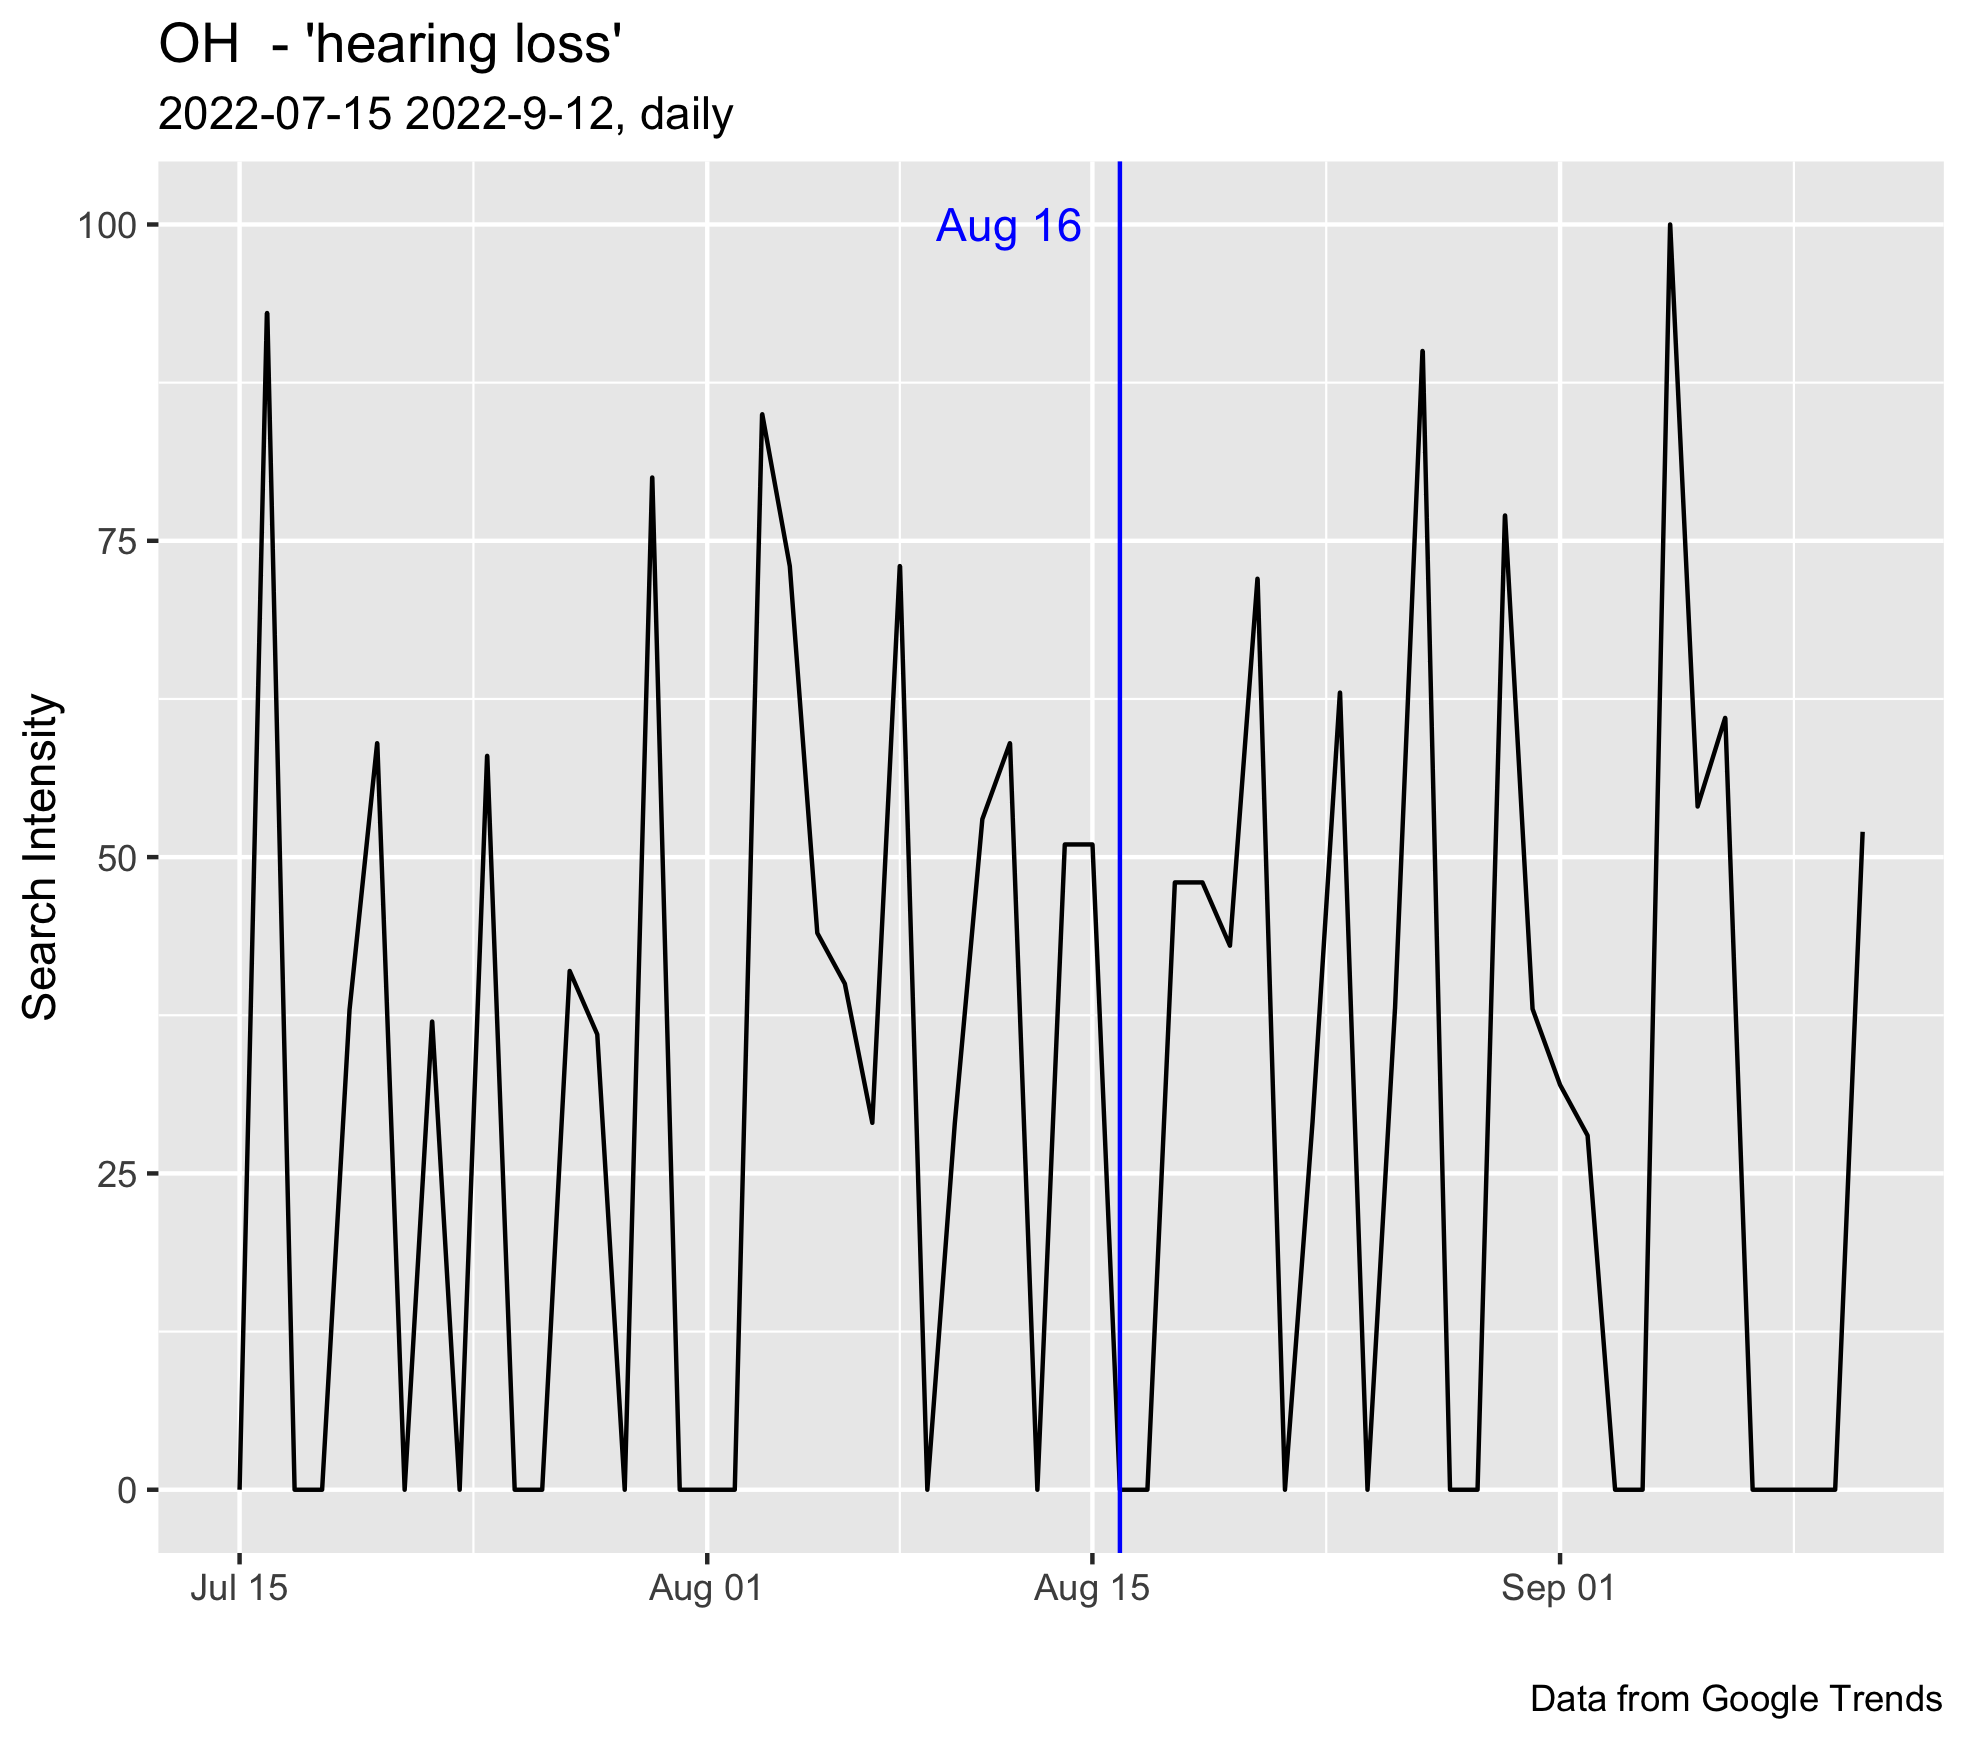 OH  - 'hearing loss'
2022-07-15 2022-9-12, daily
Aug 16
100
75
50
25
0
Search Intensity
Jul 15
Aug 01
Aug 15
Sep 01
Data from Google Trends